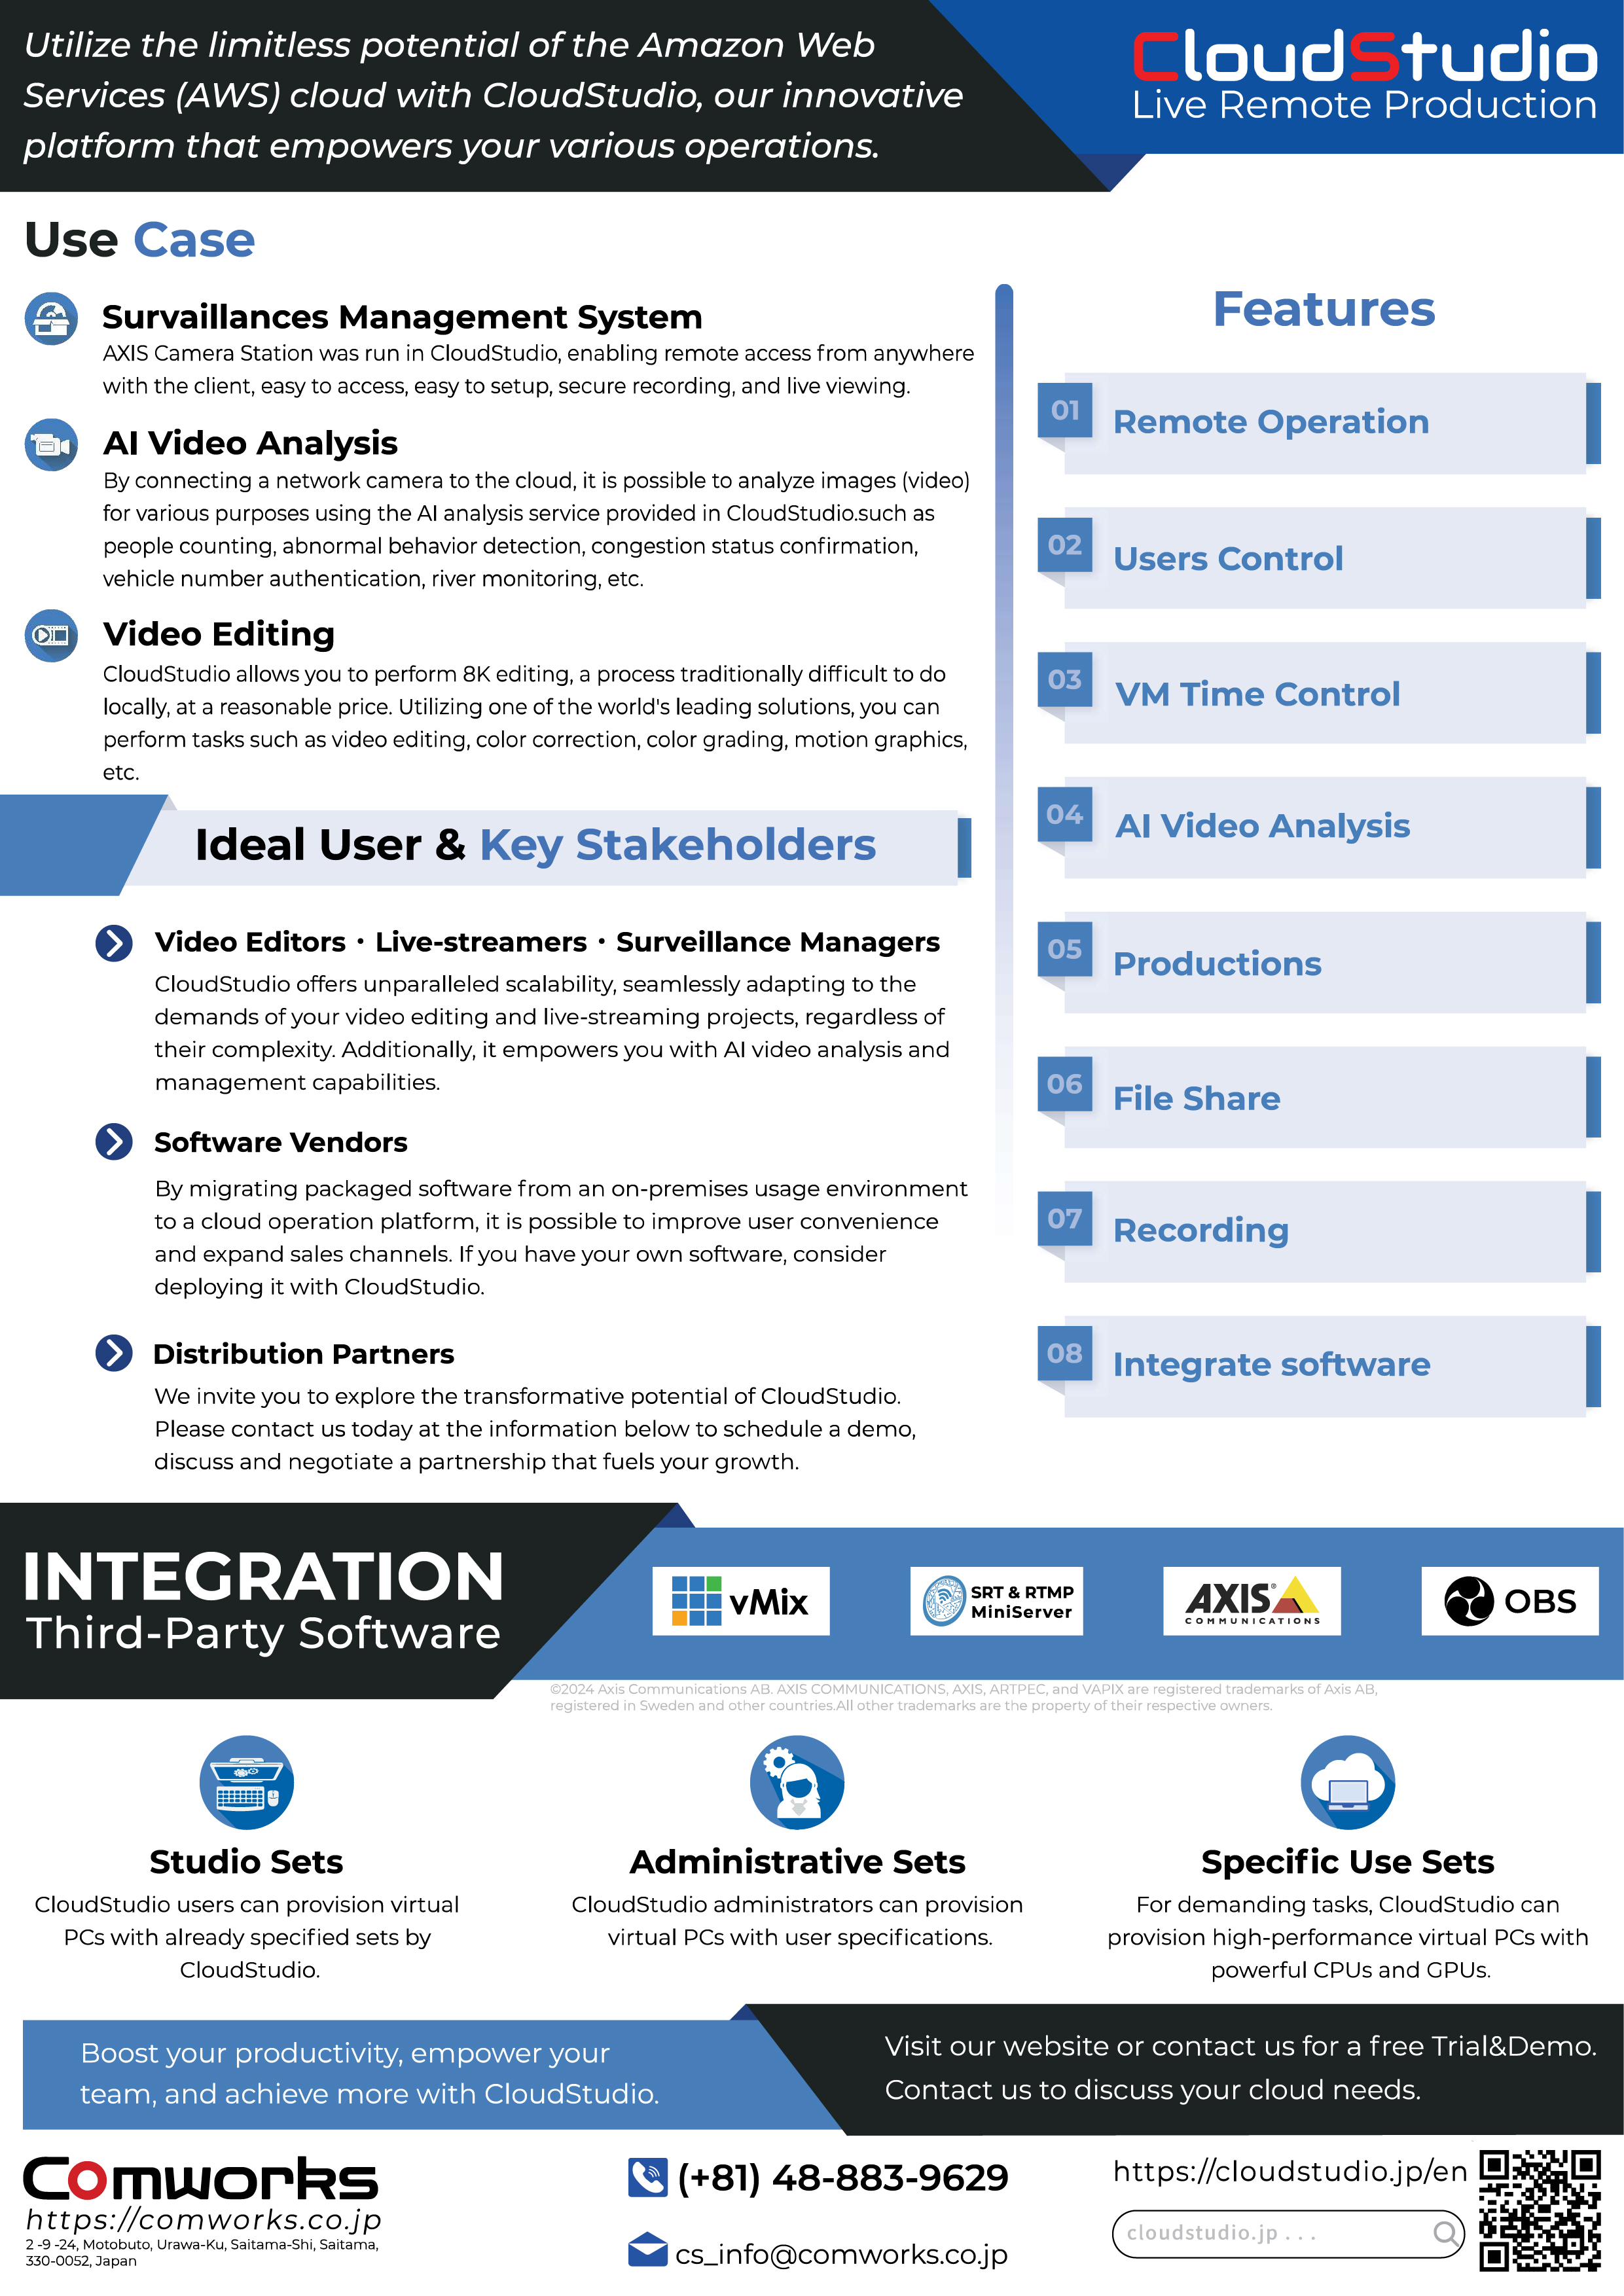 Utilize the limitless potential of the Amazon Web
Services (AWS) cloud with CloudStudio, our innovative
platform that empowers your various operations.
CloudStudio
Live Remote Production
Use Case
Survaillances Management System
AXIS Camera Station was run in CloudStudio, enabling remote access from anywhere
with the client, easy to access, easy to setup, secure recording, and live viewing.
AI Video Analysis
By connecting a network camera to the cloud, it is possible to analyze images (video)
for various purposes using the AI analysis service provided in CloudStudio.such as
people counting, abnormal behavior detection, congestion status confirmation,
vehicle number authentication, river monitoring, etc.
Video Editing
CloudStudio allows you to perform 8K editing, a process traditionally difficult to do
locally, at a reasonable price. Utilizing one of the world's leading solutions, you can
perform tasks such as video editing, color correction, color grading, motion graphics,
etc.
Ideal User & Key Stakeholders
Video Editors・Live-streamers・Surveillance Managers
CloudStudio offers unparalleled scalability, seamlessly adapting to the
demands of your video editing and live-streaming projects, regardless of
their complexity. Additionally, it empowers you with AI video analysis and
management capabilities.
Software Vendors
By migrating packaged software from an on-premises usage environment
to a cloud operation platform, it is possible to improve user convenience
and expand sales channels. If you have your own software, consider
deploying it with CloudStudio.
Distribution Partners
We invite you to explore the transformative potential of CloudStudio.
Please contact us today at the information below to schedule a demo,
discuss and negotiate a partnership that fuels your growth.
Features
01 Remote Operation
02 Users Control
03 VM Time Control
04 AI Video Analysis
05 Productions
06 File Share
07 Recording
08 Integrate software
INTEGRATION
Third-Party Software
vMix
SRT & RTMP
MiniServer
AXIS®
COMMUNICATIONS
OBS
©2024 Axis Communications AB. AXIS COMMUNICATIONS, AXIS, ARTPEC, and VAPIX are registered trademarks of Axis AB,
registered in Sweden and other countries.All other trademarks are the property of their respective owners.
Studio Sets
CloudStudio users can provision virtual
PCs with already specified sets by
CloudStudio.
Administrative Sets
CloudStudio administrators can provision
virtual PCs with user specifications.
Specific Use Sets
For demanding tasks, CloudStudio can
provision high-performance virtual PCs with
powerful CPUs and GPUs.
Boost your productivity, empower your
team, and achieve more with CloudStudio.
Visit our website or contact us for a free Trial&Demo.
Contact us to discuss your cloud needs.
Comworks
https://comworks.co.jp
2 -9 -24, Motobuto, Urawa-Ku, Saitama-Shi, Saitama,
330-0052, Japan
(+81) 48-883-9629
cs_info@comworks.co.jp
https://cloudstudio.jp/en
cloudstudio.jp . . .